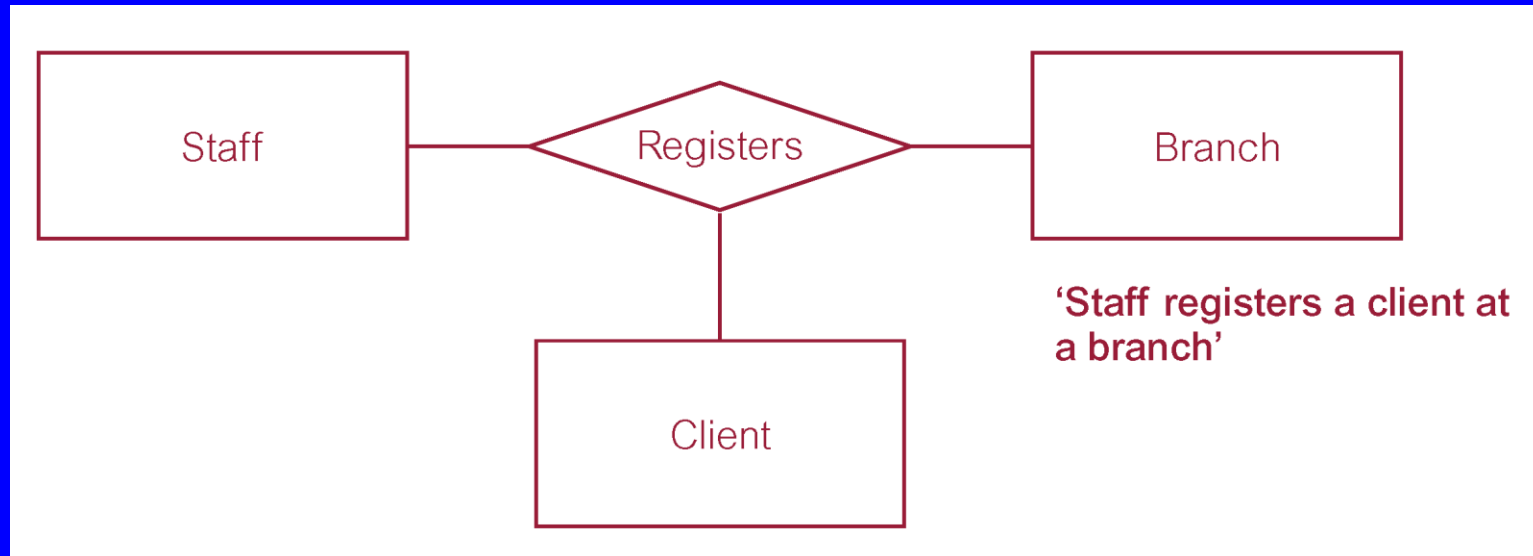 Staff
Registers
Branch
‘Staff registers a client at
a branch’
Client